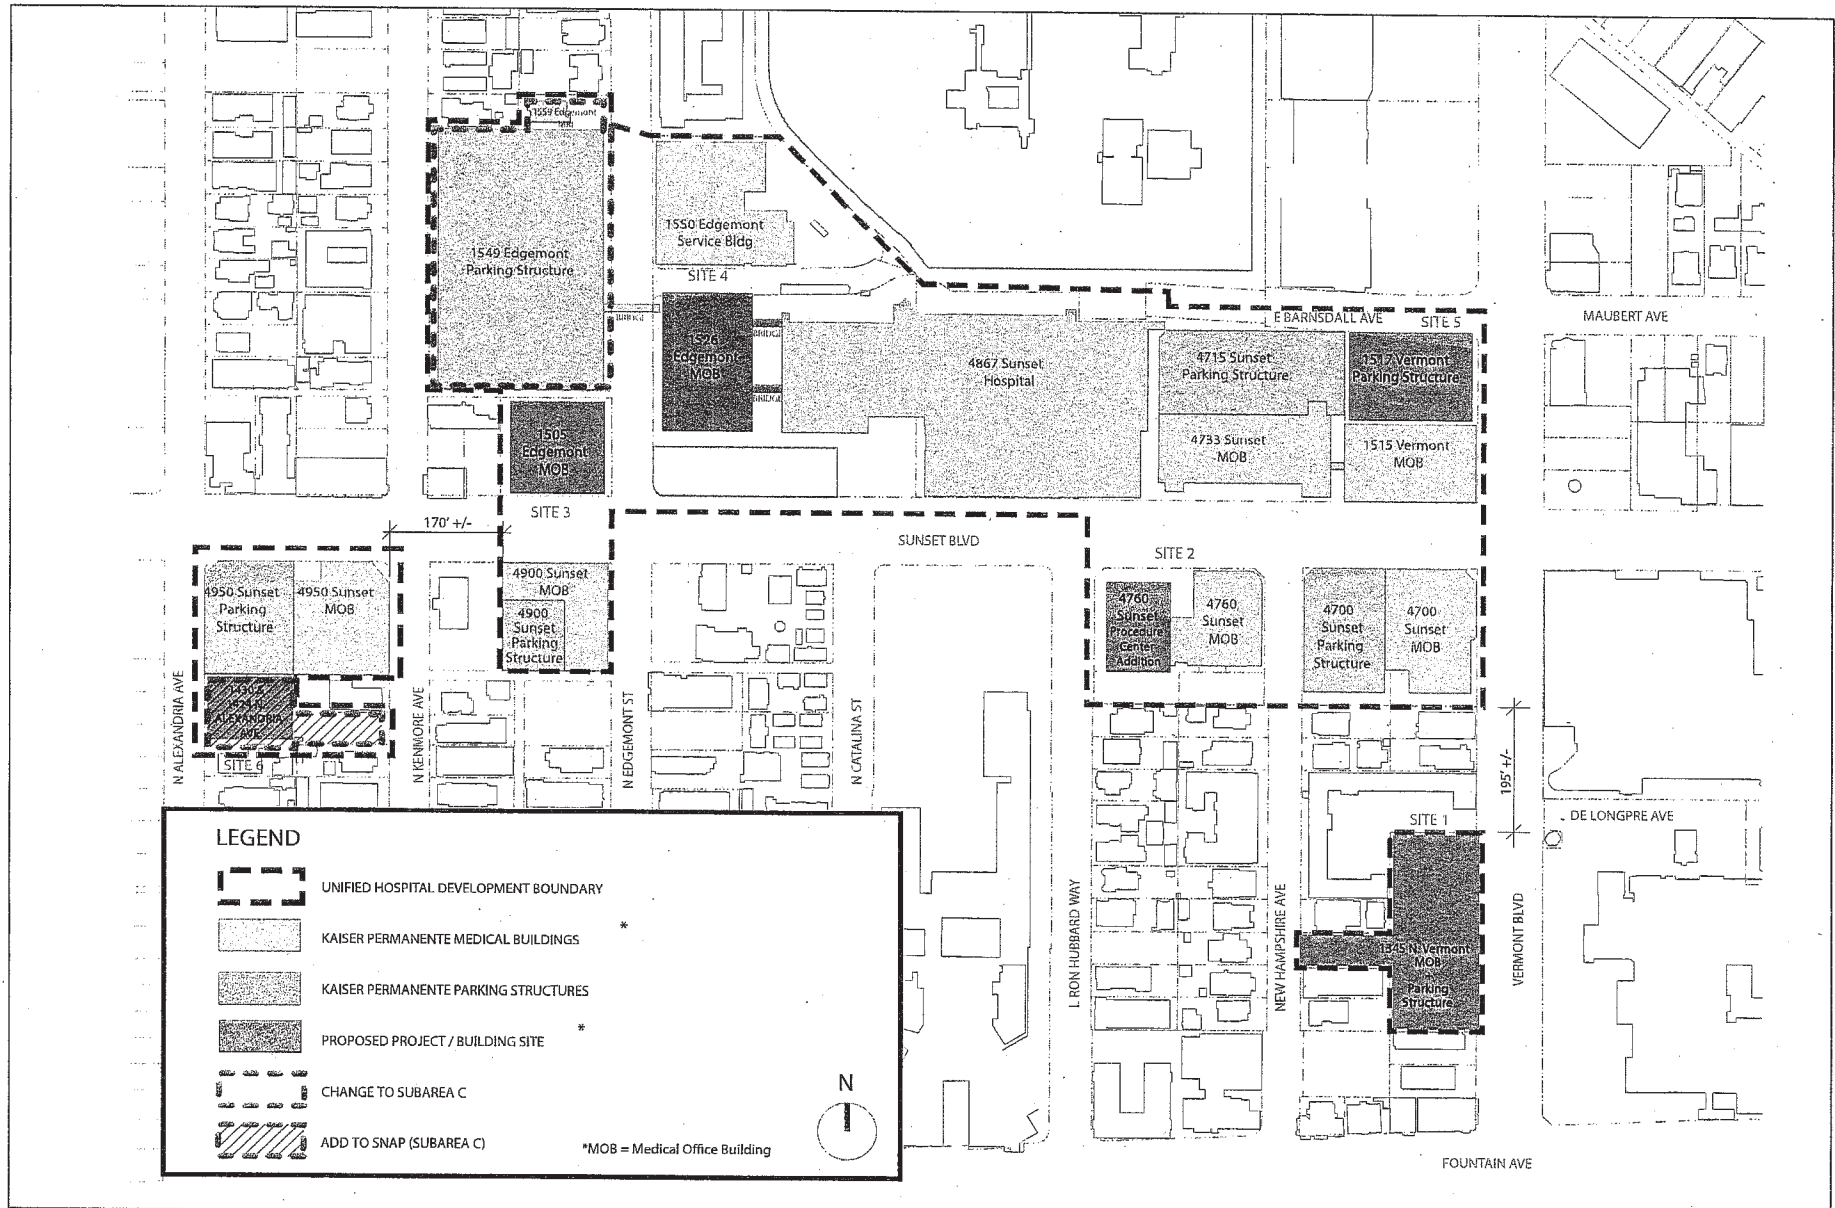 1559 Edgemont
MOB
1549 Edgemont
Parking Structure
1550 Edgemont
Service Bldg
SITE 4
BRIDGE
1526
Edgemont
MOB
BRIDGE
BRIDGE
4867 Sunset
Hospital
E BARNSDALL AVE
SITE 5
MAUBERT AVE
4715 Sunset
Parking Structure
1517 Vermont
Parking Structure
4733 Sunset
MOB
1515 Vermont
MOB
1505
Edgemont
MOB
SITE 3
170' +/-
SUNSET BLVD
SITE 2
4950 Sunset
Parking
Structure
4950 Sunset
MOB
4900 Sunset
MOB
4900
Sunset
Parking
Structure
4760
Sunset
Procedure
Center
Addition
4760
Sunset
MOB
4700
Sunset
Parking
Structure
4700
Sunset
MOB
1430 &
1424 N.
ALEXANDRIA
AVE
SITE 6
N ALEXANDRIA AVE
N KENMORE AVE
N EDGEMONT ST
N CATALINA ST
L RON HUBBARD WAY
NEW HAMPSHIRE AVE
VERMONT BLVD
195' +/-
DE LONGPRE AVE
SITE 1
1345 N. Vermont
MOB
Parking
Structure
FOUNTAIN AVE
LEGEND
UNIFIED HOSPITAL DEVELOPMENT BOUNDARY
KAISER PERMANENTE MEDICAL BUILDINGS *
KAISER PERMANENTE PARKING STRUCTURES
PROPOSED PROJECT / BUILDING SITE *
CHANGE TO SUBAREA C
ADD TO SNAP (SUBAREA C)
*MOB = Medical Office Building
N